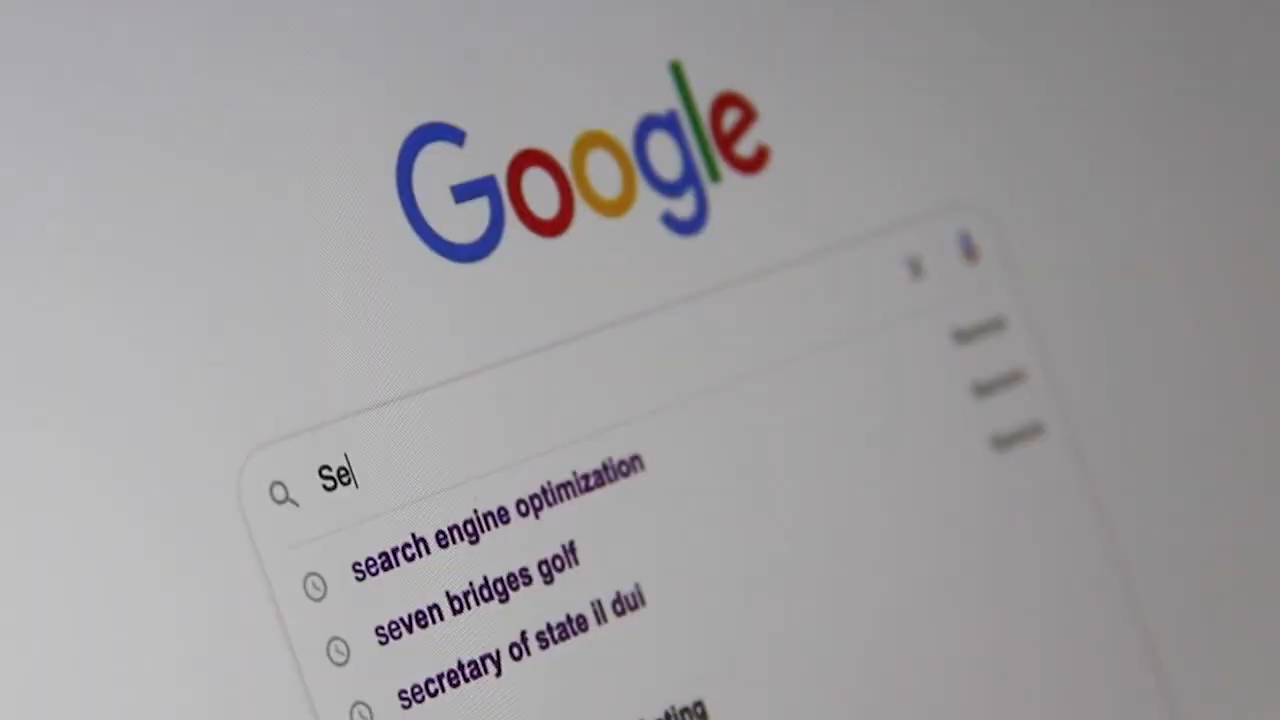 Google
Se
search engine optimization
seven bridges golf
secretary of state il dui